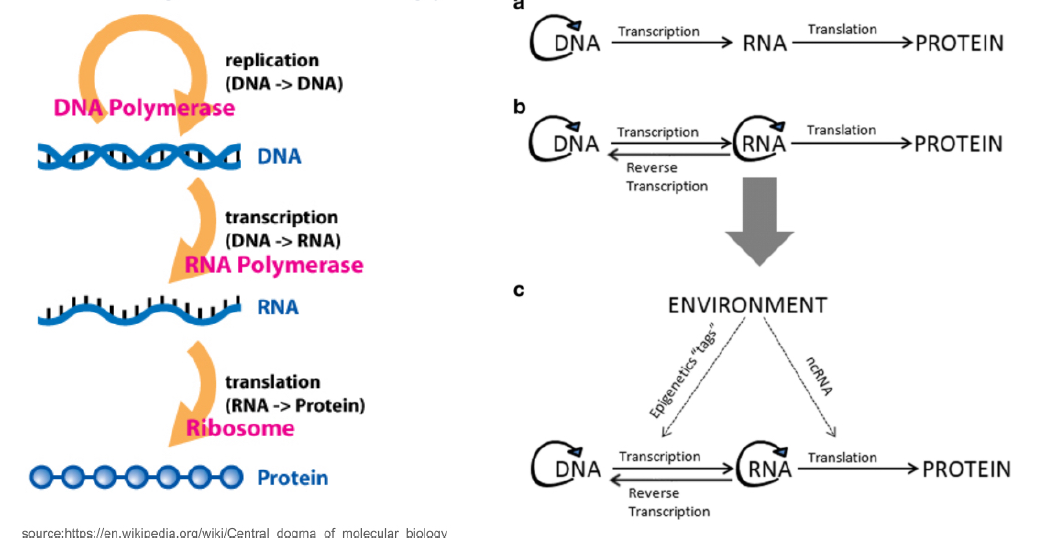 replication
(DNA -> DNA)
DNA Polymerase
DNA
transcription
(DNA -> RNA)
RNA Polymerase
RNA
translation
(RNA -> Protein)
Ribosome
Protein
source:https://en.wikipedia.org/wiki/Central_dogma_of_molecular_biology
a
DNA Transcription RNA Translation PROTEIN
b
DNA Transcription RNA Translation PROTEIN
Reverse
Transcription
c
ENVIRONMENT
Epigenetics "tags"
ncRNA
DNA Transcription RNA Translation PROTEIN
Reverse
Transcription